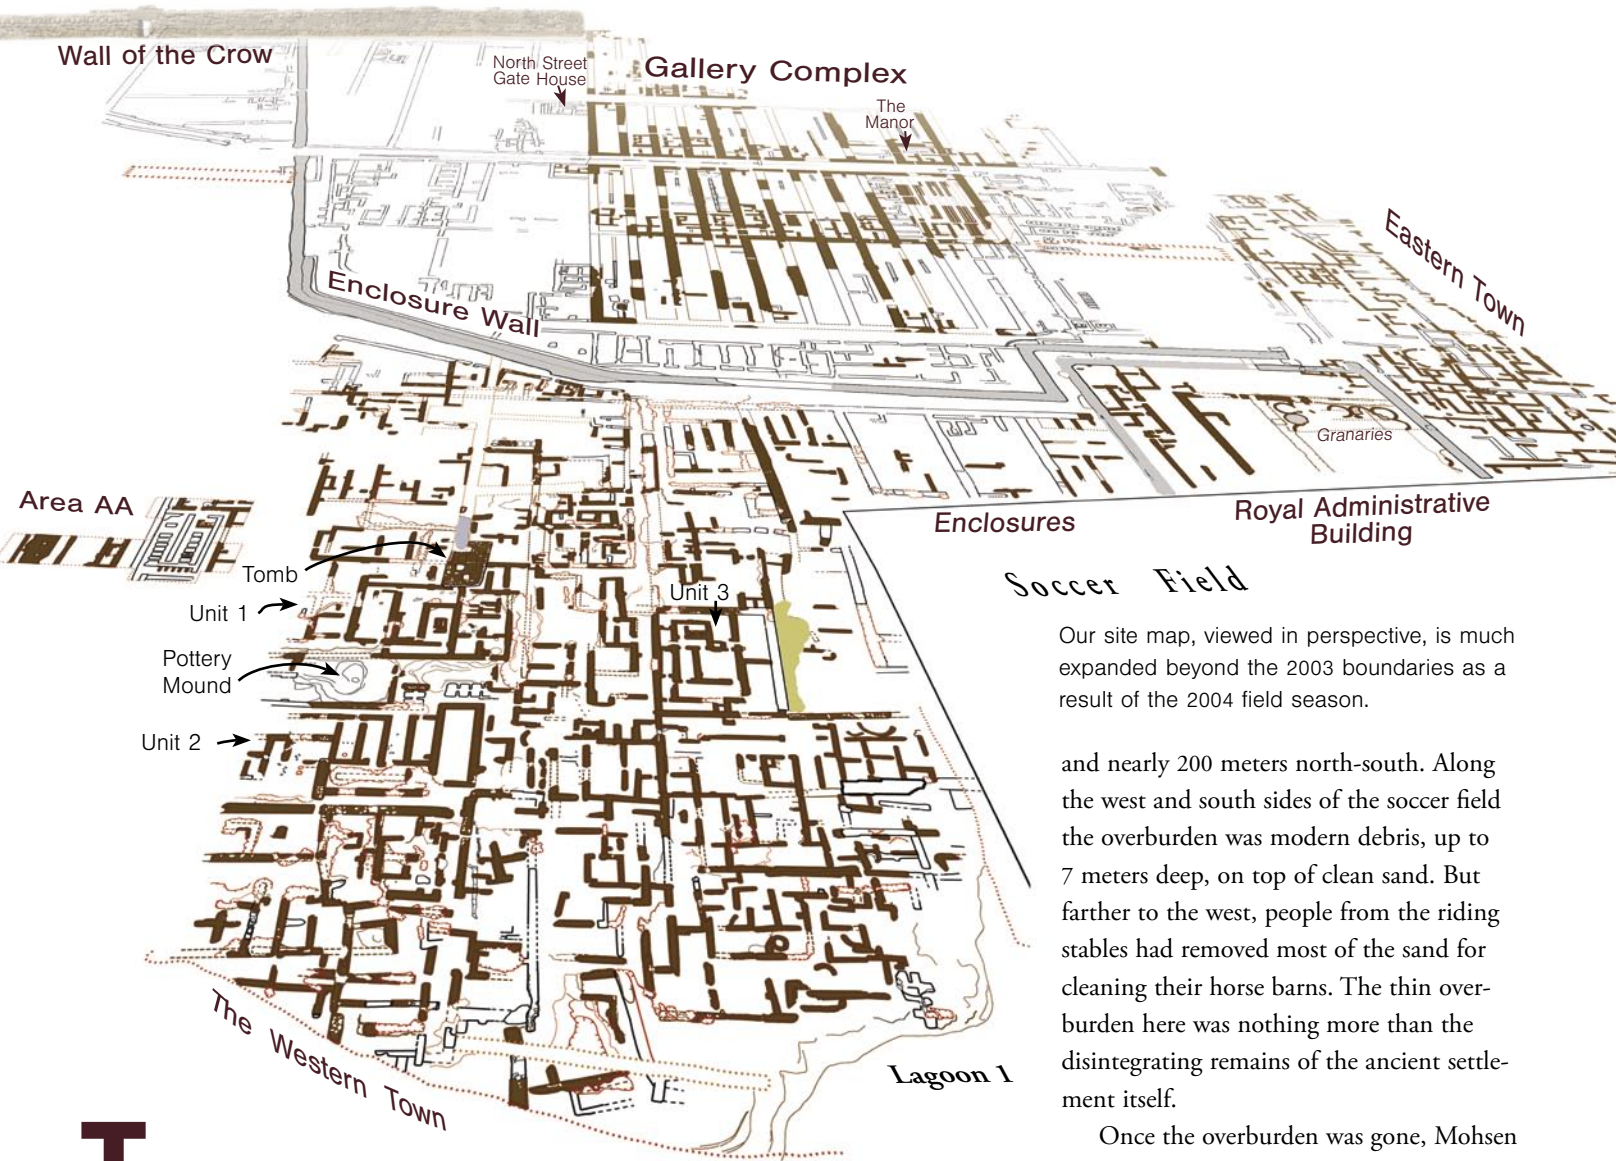 Wall of the Crow
North Street
Gate House
Gallery Complex
The
Manor
Eastern Town
Enclosure Wall
Granaries
Area AA
Enclosures
Royal Administrative
Building
Tomb
Unit 1
Unit 3
Pottery
Mound
Unit 2
Soccer Field
Our site map, viewed in perspective, is much
expanded beyond the 2003 boundaries as a
result of the 2004 field season.
The Western Town
Lagoon 1
and nearly 200 meters north-south. Along
the west and south sides of the soccer field
the overburden was modern debris, up to
7 meters deep, on top of clean sand. But
farther to the west, people from the riding
stables had removed most of the sand for
cleaning their horse barns. The thin over-
burden here was nothing more than the
disintegrating remains of the ancient settle-
ment itself.
Once the overburden was gone, Mohsen
T